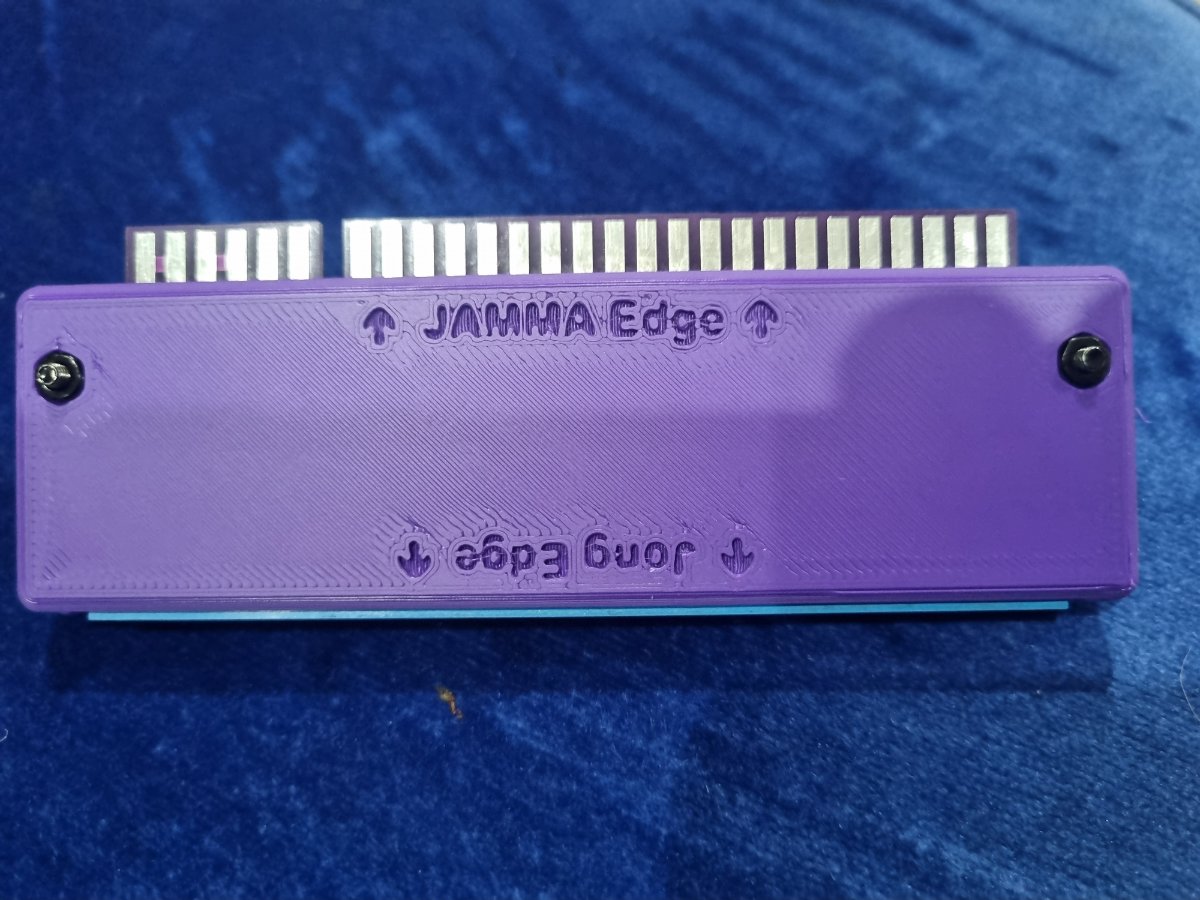 ↑ JAMMA Edge ↑
↑ Jong Edge ↑